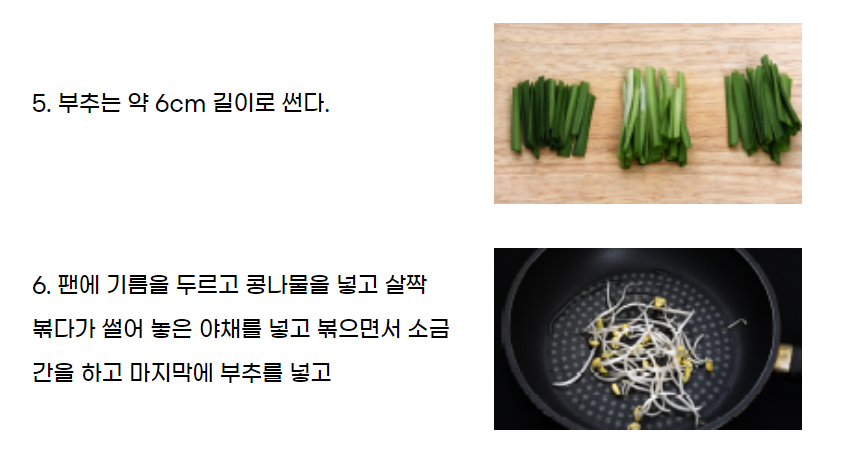 5. 부추는 약 6cm 길이로 썬다.
6. 팬에 기름을 두르고 콩나물을 넣고 살짝
볶다가 썰어 놓은 야채를 넣고 볶으면서 소금
간을 하고 마지막에 부추를 넣고